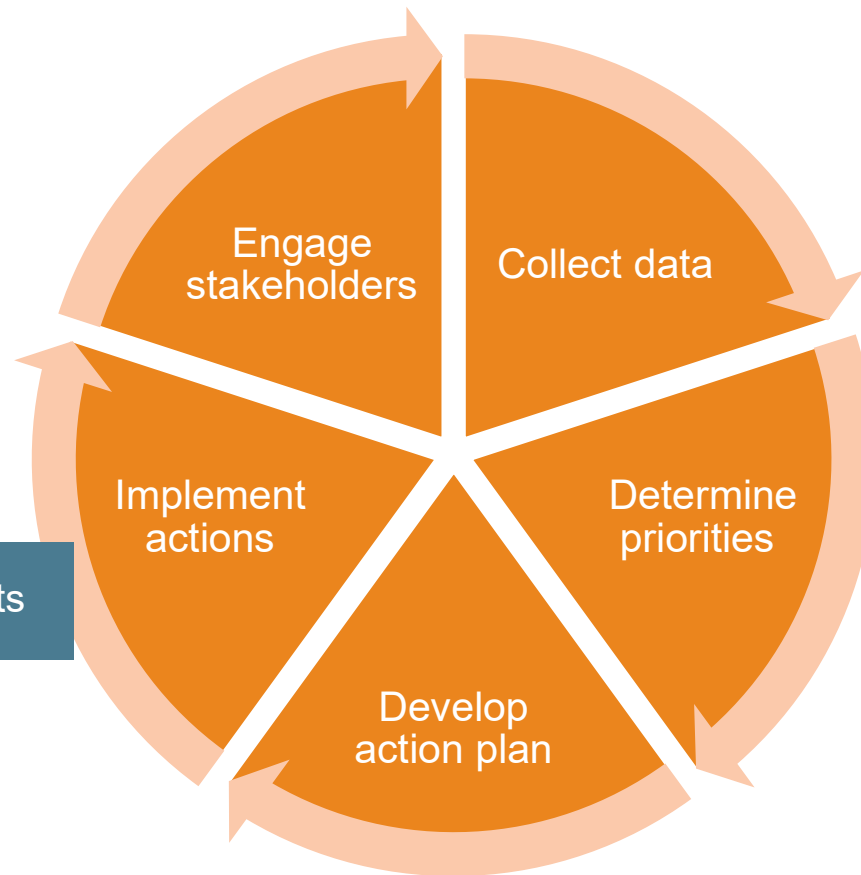 Engage
stakeholders
Collect data
Implement
actions
Determine
priorities
Develop
action plan